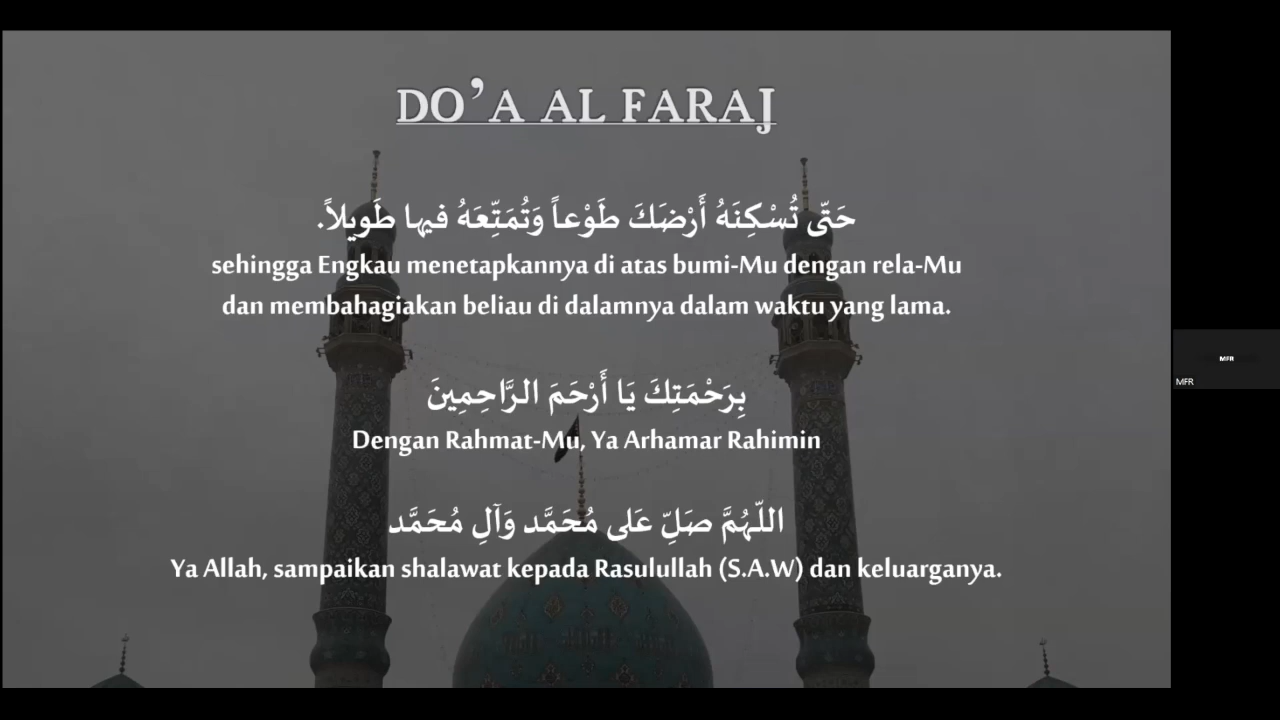 DO’A AL FARAJ
حَتّى تُسْكِنَهُ أَرْضَكَ طَوْعاً وَتُمَتِّعَهُ فيها طَويلاً.
sehingga Engkau menetapkannya di atas bumi-Mu dengan rela-Mu
dan membahagiakan beliau di dalamnya dalam waktu yang lama.
بِرَحْمَتِكَ يَا أَرْحَمَ الرَّاحِمِينَ
Dengan Rahmat-Mu, Ya Arhamar Rahimin
اللّهُمَّ صَلِّ عَلى مُحَمَّد وَآلِ مُحَمَّد
Ya Allah, sampaikan shalawat kepada Rasulullah (S.A.W) dan keluarganya.
MFR
MFR